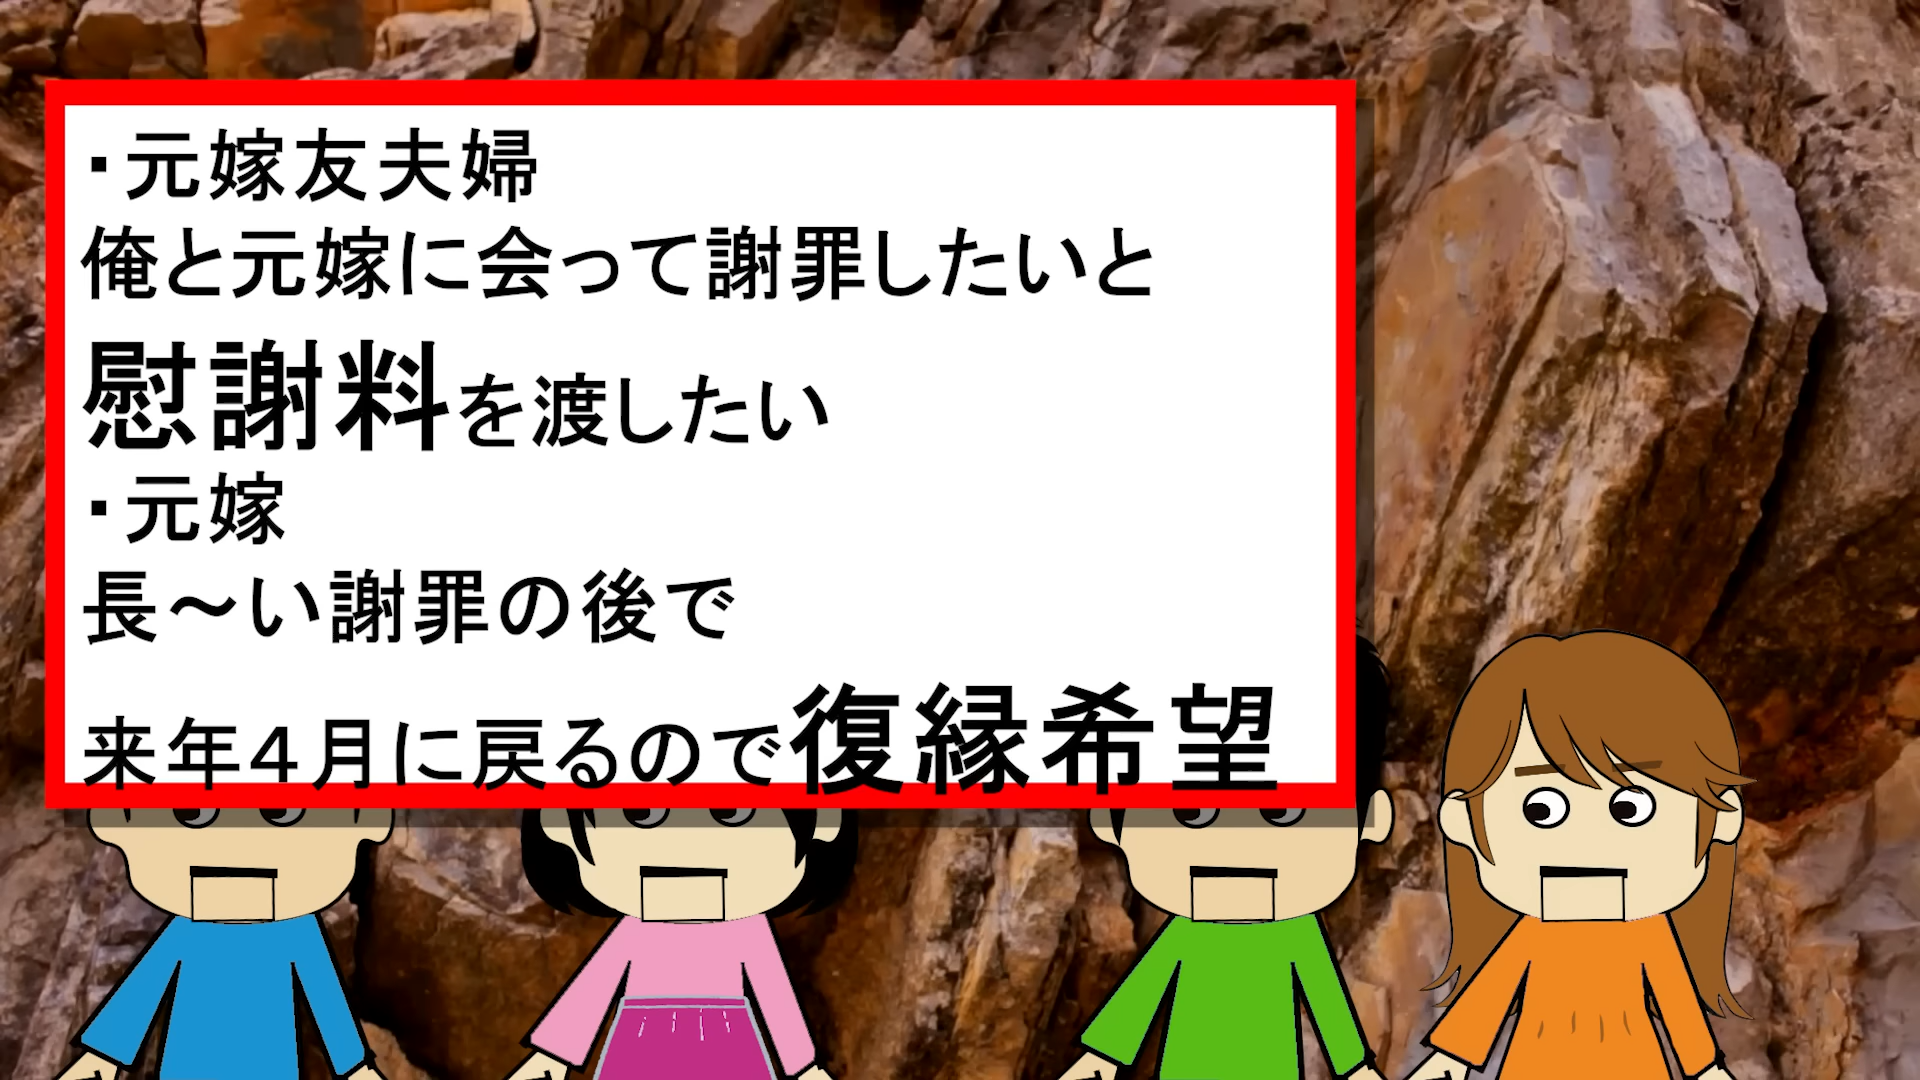 ・元嫁友夫婦
俺と元嫁に会って謝罪したいと
慰謝料を渡したい
・元嫁
長～い謝罪の後で
来年４月に戻るので復縁希望